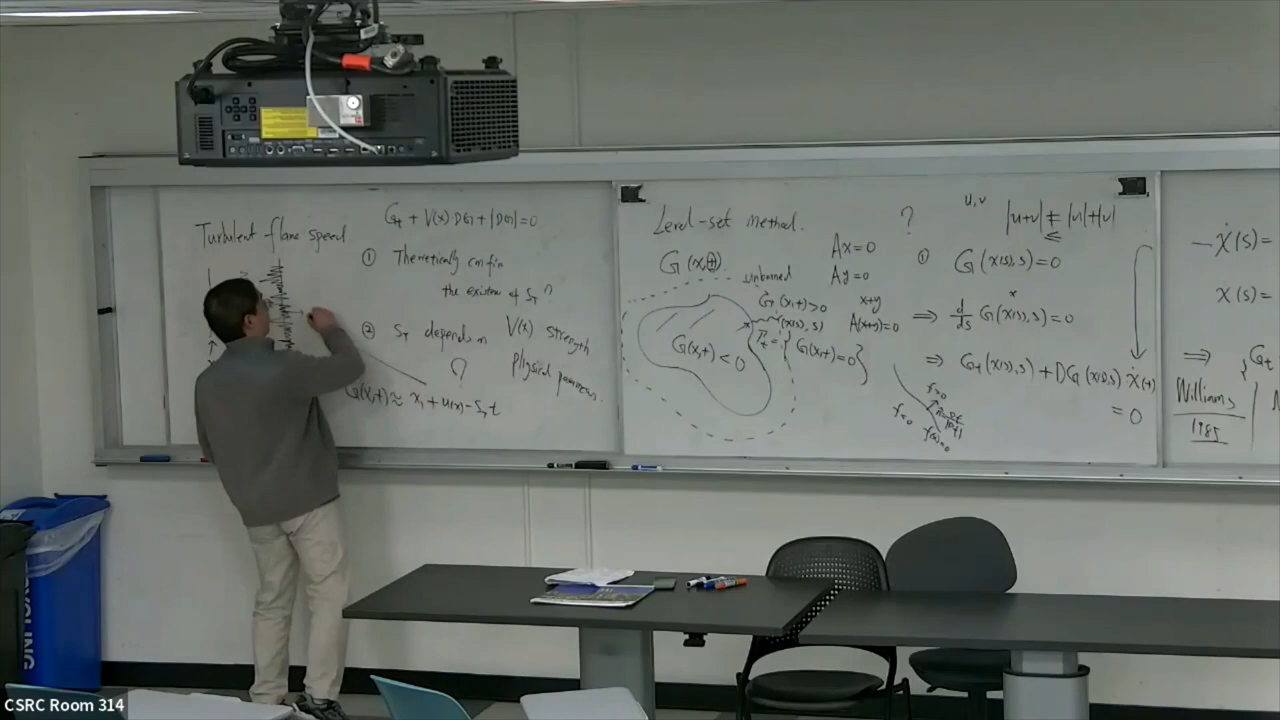 Turbulent flame speed
G_t + V(x)·DG + |DG| = 0
① Theoretically confirm
the existence of S_T?
② S_T depends on V(x) strength
physical parameters.
?
G(x,t) ≈ x_1 + u(x) - S_T t
Level-set method.
G(x,t)
unburned
G(x,t) > 0
(x(s), s)
G(x,t) < 0
Γ_t = { G(x,t) = 0 }
?
Ax = 0
Ay = 0
x+y
A(x+y) = 0
u, v
|u+v| ≠ |u| + |v|
≤
① G(x(s), s) = 0
⇒ d/ds G(x(s), s) = 0
⇒ G_t(x(s), s) + DG(x(s), s)·ẋ(s)
= 0
-ẋ(s) =
x(s) =
⇒ { G_t
Williams
1985
RECYCLING
CSRC Room 314